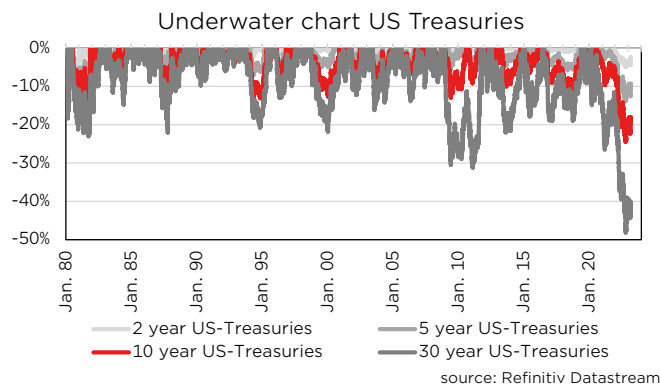 Underwater chart US Treasuries
0%
-10%
-20%
-30%
-40%
-50%
Jan. 80
Jan. 85
Jan. 90
Jan. 95
Jan. 00
Jan. 05
Jan. 10
Jan. 15
Jan. 20
2 year US-Treasuries
5 year US-Treasuries
10 year US-Treasuries
30 year US-Treasuries
source: Refinitiv Datastream